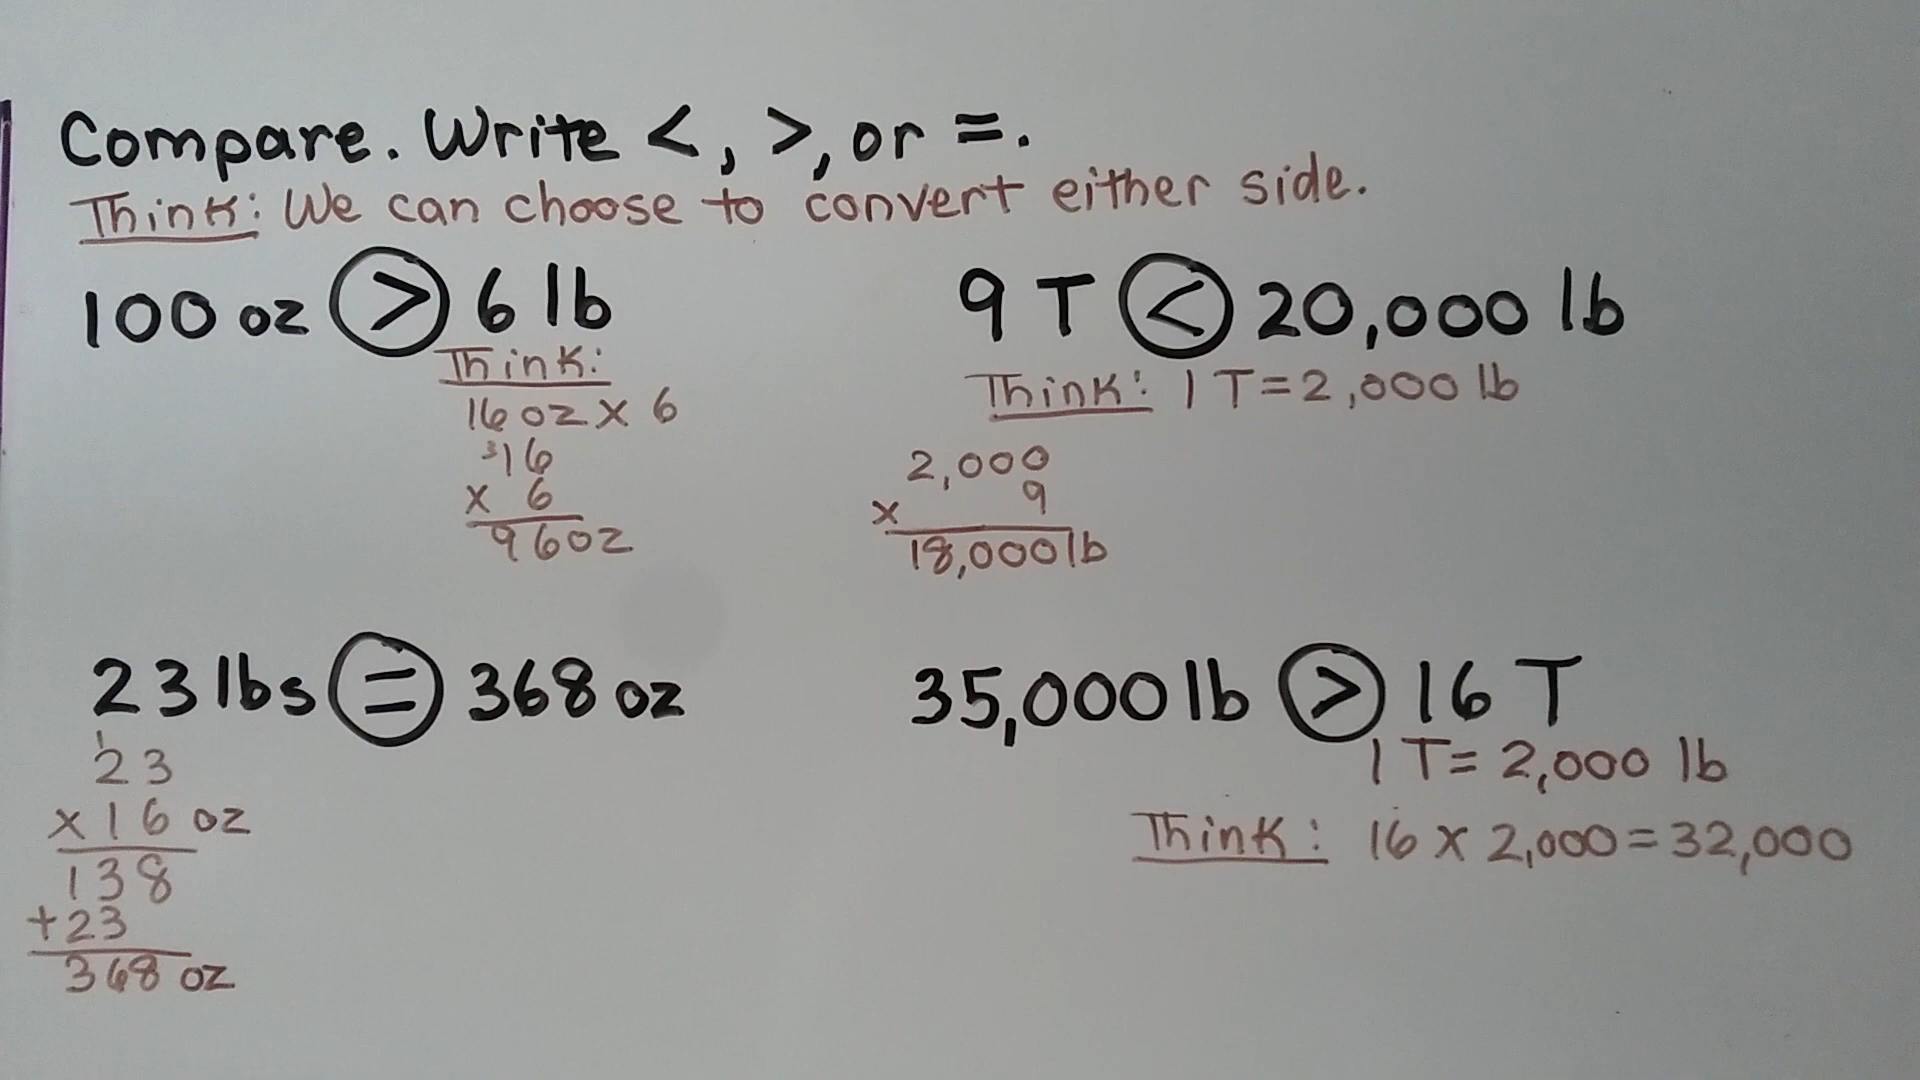 Compare. Write <, >, or =.
Think: We can choose to convert either side.
100 oz > 6 lb
Think:
16 oz x 6
3 16
x 6
96 oz
9 T < 20,000 lb
Think: 1 T = 2,000 lb
2,000
x 9
18,000 lb
23 lbs = 368 oz
1
23
x 16 oz
138
+23
368 oz
35,000 lb > 16 T
1 T = 2,000 lb
Think: 16 x 2,000 = 32,000